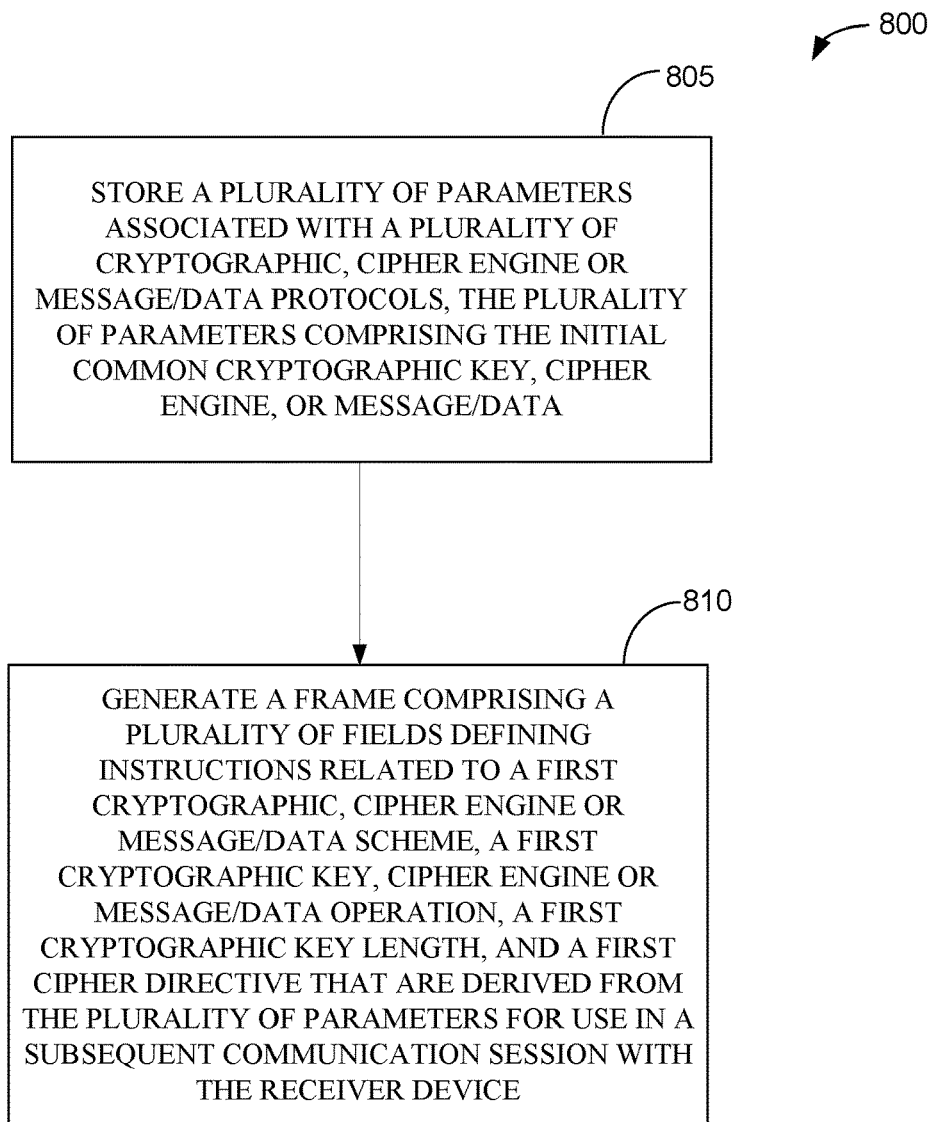 800
805
STORE A PLURALITY OF PARAMETERS
ASSOCIATED WITH A PLURALITY OF
CRYPTOGRAPHIC, CIPHER ENGINE OR
MESSAGE/DATA PROTOCOLS, THE PLURALITY
OF PARAMETERS COMPRISING THE INITIAL
COMMON CRYPTOGRAPHIC KEY, CIPHER
ENGINE, OR MESSAGE/DATA
810
GENERATE A FRAME COMPRISING A
PLURALITY OF FIELDS DEFINING
INSTRUCTIONS RELATED TO A FIRST
CRYPTOGRAPHIC, CIPHER ENGINE OR
MESSAGE/DATA SCHEME, A FIRST
CRYPTOGRAPHIC KEY, CIPHER ENGINE OR
MESSAGE/DATA OPERATION, A FIRST
CRYPTOGRAPHIC KEY LENGTH, AND A FIRST
CIPHER DIRECTIVE THAT ARE DERIVED FROM
THE PLURALITY OF PARAMETERS FOR USE IN A
SUBSEQUENT COMMUNICATION SESSION WITH
THE RECEIVER DEVICE